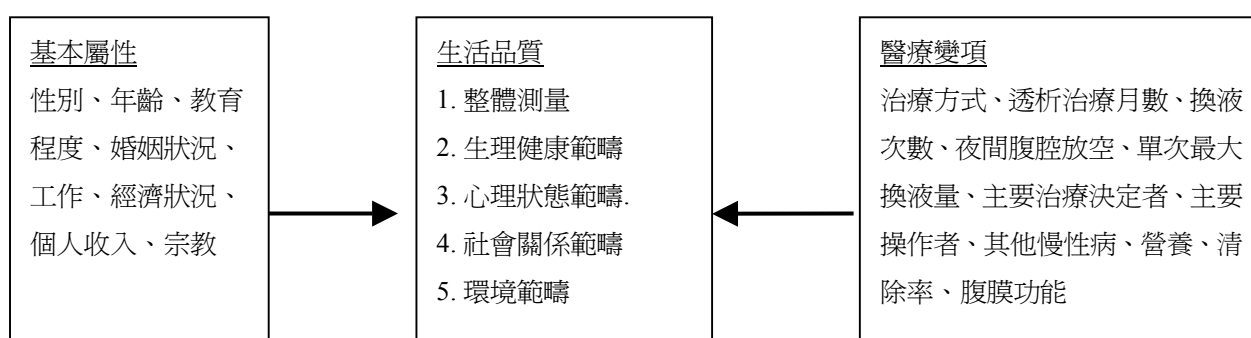 基本屬性
性別、年齡、教育
程度、婚姻狀況、
工作、經濟狀況、
個人收入、宗教
生活品質
1. 整體測量
2. 生理健康範疇
3. 心理狀態範疇.
4. 社會關係範疇
5. 環境範疇
醫療變項
治療方式、透析治療月數、換液
次數、夜間腹腔放空、單次最大
換液量、主要治療決定者、主要
操作者、其他慢性病、營養、清
除率、腹膜功能